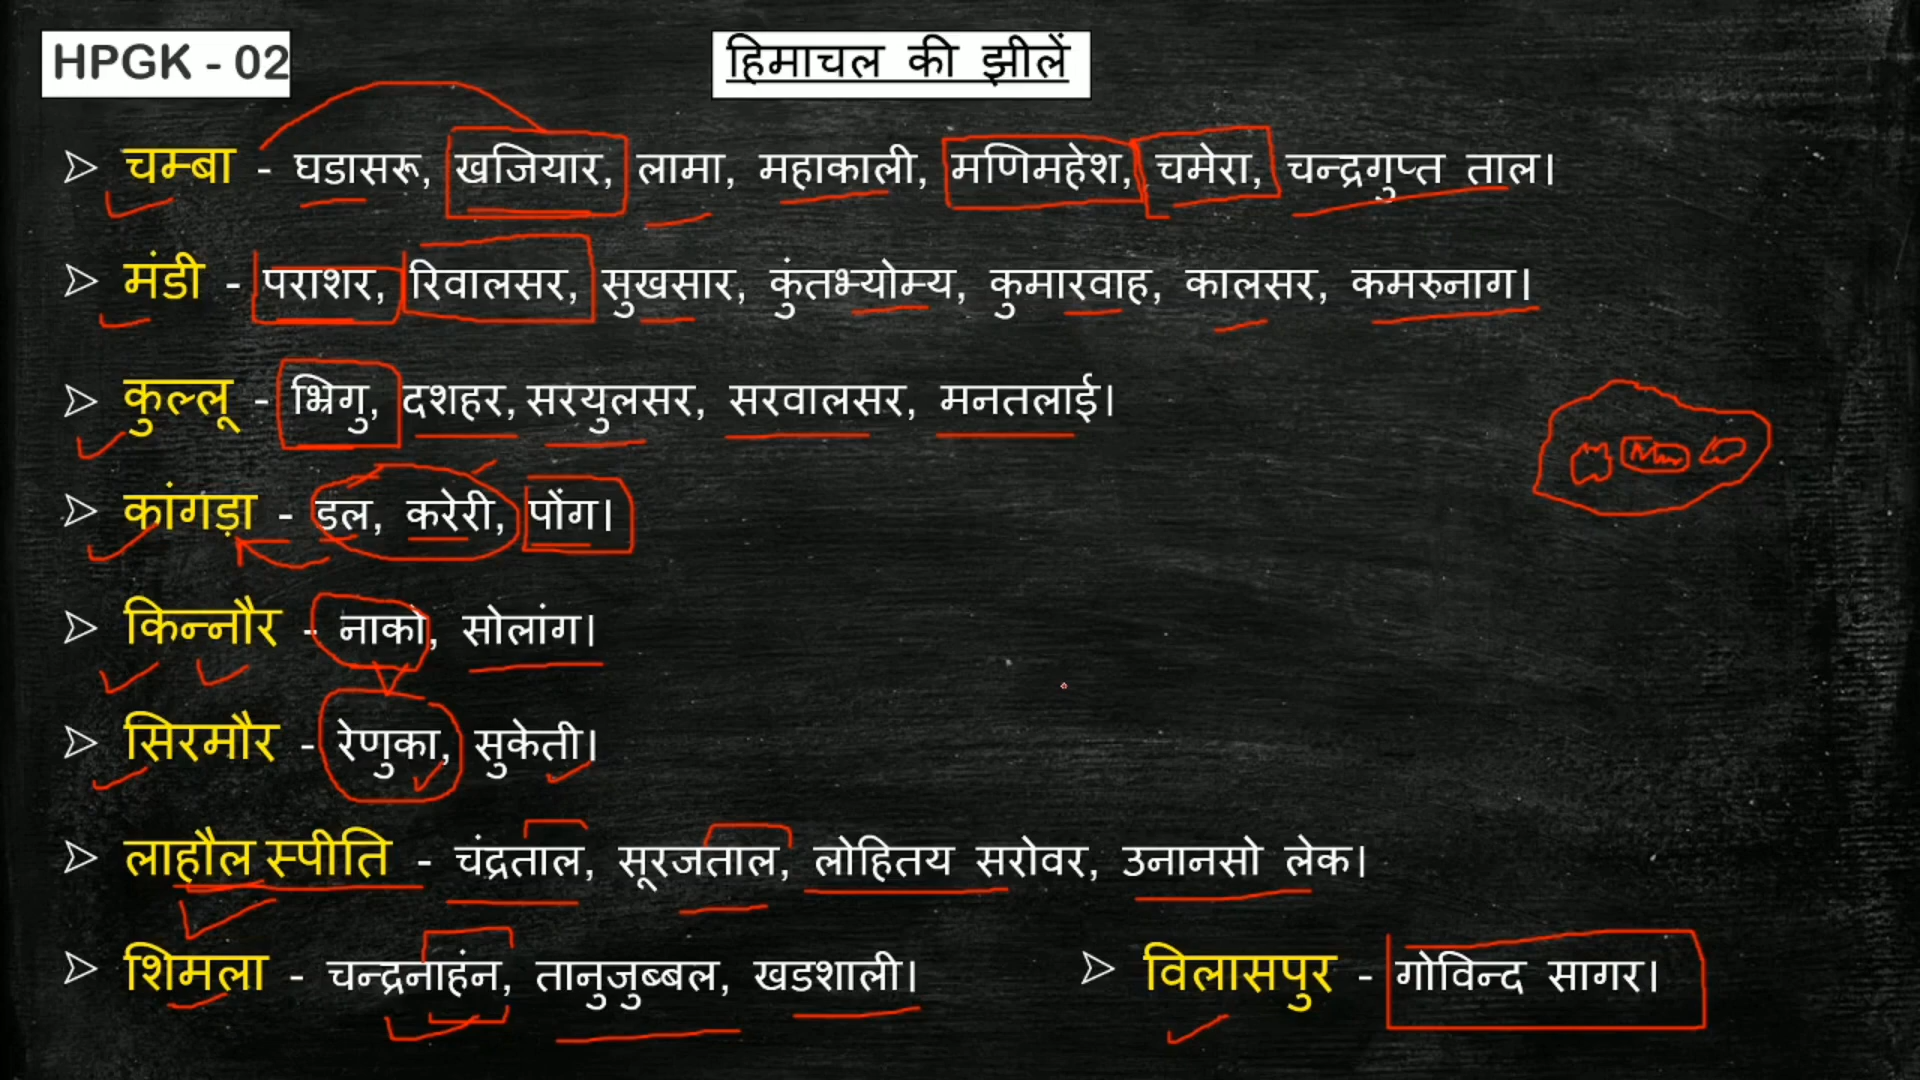 HPGK - 02
हिमाचल की झीलें
चम्बा - घडासरू, खजियार, लामा, महाकाली, मणिमहेश, चमेरा, चन्द्रगुप्त ताल।
मंडी - पराशर, रिवालसर, सुखसार, कुंतभ्योम्य, कुमारवाह, कालसर, कमरुनाग।
कुल्लू - भ्रिगु, दशहर, सरयुलसर, सरवालसर, मनतलाई।
कांगड़ा - डल, करेरी, पोंग।
किन्नौर - नाको, सोलांग।
सिरमौर - रेणुका, सुकेती।
लाहौल स्पीति - चंद्रताल, सूरजताल, लोहितय सरोवर, उनानसो लेक।
शिमला - चन्द्रनाहंन, तानुजुब्बल, खडशाली।
विलासपुर - गोविन्द सागर।